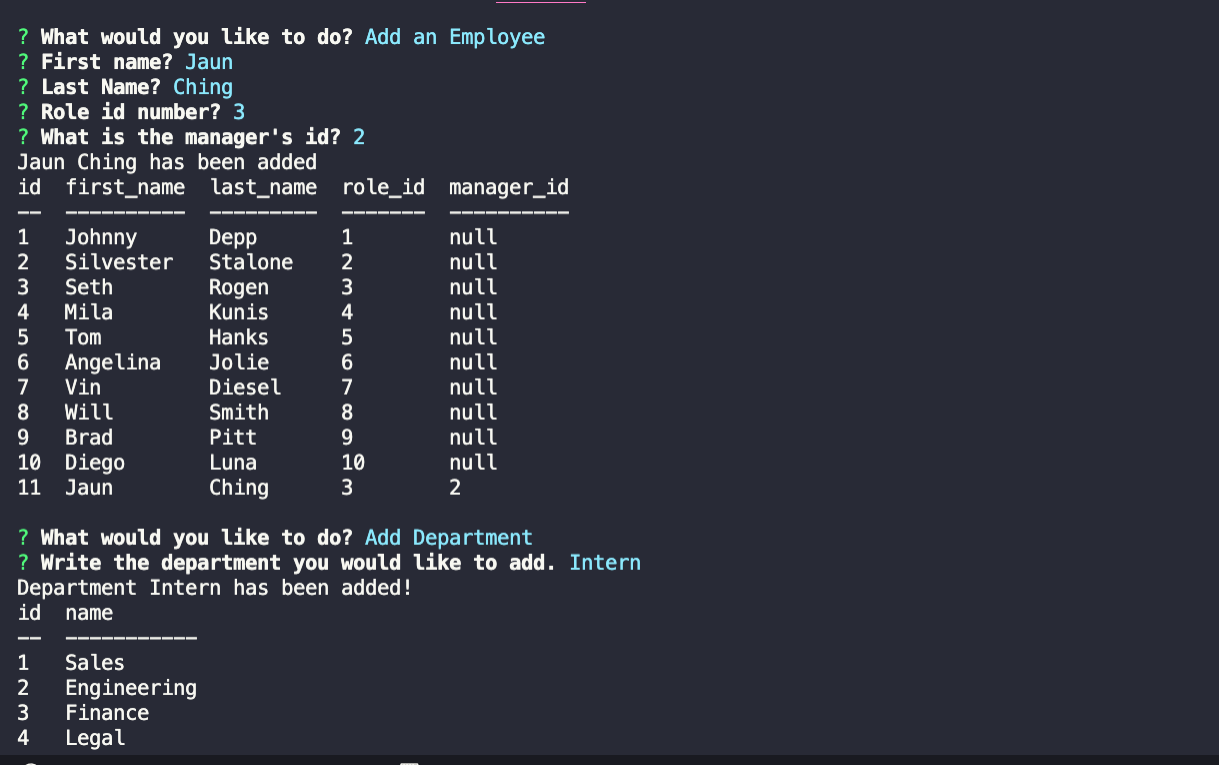 ? What would you like to do? Add an Employee
? First name? Jaun
? Last Name? Ching
? Role id number? 3
? What is the manager's id? 2
Jaun Ching has been added
id  first_name  last_name  role_id  manager_id
--  ----------  ---------  -------  ----------
1   Johnny      Depp       1        null
2   Silvester   Stalone    2        null
3   Seth        Rogen      3        null
4   Mila        Kunis      4        null
5   Tom         Hanks      5        null
6   Angelina    Jolie      6        null
7   Vin         Diesel     7        null
8   Will        Smith      8        null
9   Brad        Pitt       9        null
10  Diego       Luna       10       null
11  Jaun        Ching      3        2
? What would you like to do? Add Department
? Write the department you would like to add. Intern
Department Intern has been added!
id  name
--  -----------
1   Sales
2   Engineering
3   Finance
4   Legal